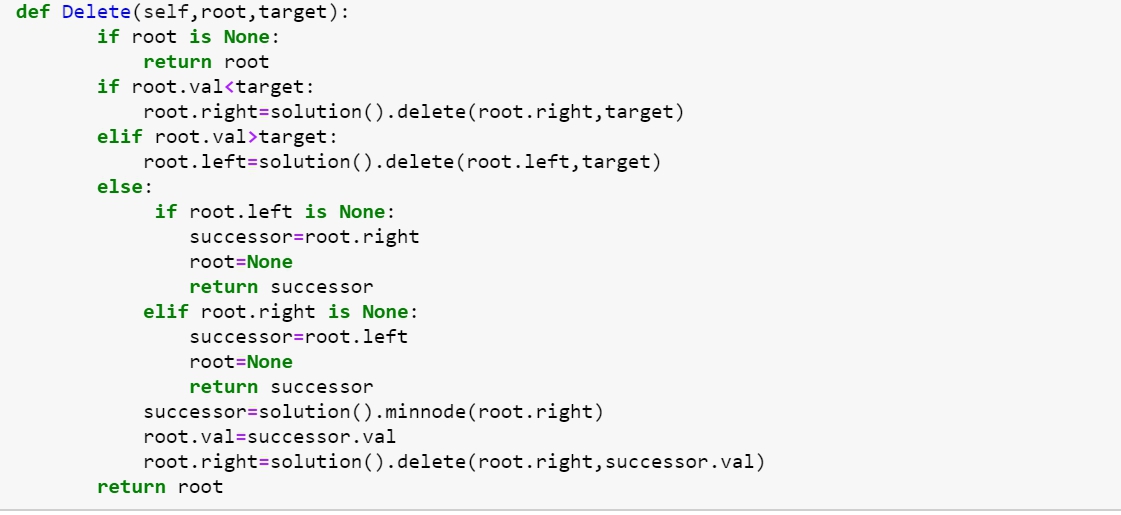 def Delete(self,root,target):
       if root is None:
           return root
       if root.val<target:
           root.right=solution().delete(root.right,target)
       elif root.val>target:
           root.left=solution().delete(root.left,target)
       else:
            if root.left is None:
               successor=root.right
               root=None
               return successor
           elif root.right is None:
               successor=root.left
               root=None
               return successor
           successor=solution().minnode(root.right)
           root.val=successor.val
           root.right=solution().delete(root.right,successor.val)
       return root